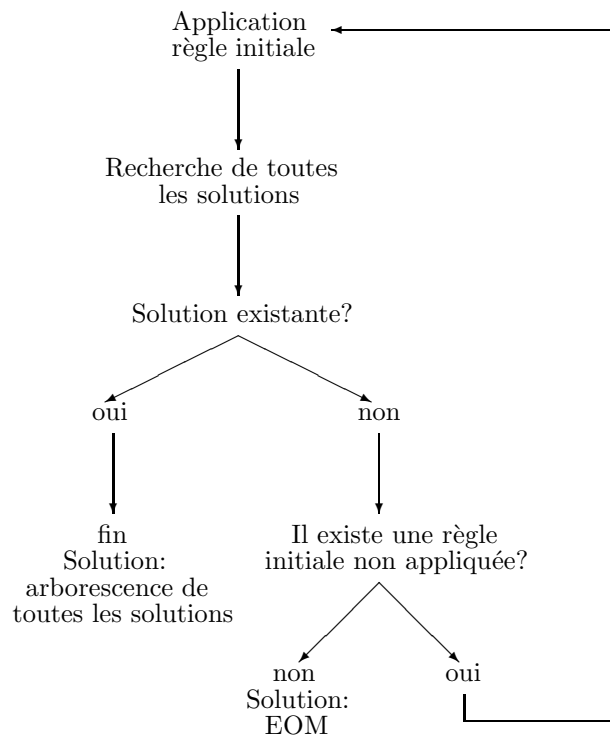 Application
règle initiale
Recherche de toutes
les solutions
Solution existante?
oui
non
fin
Solution:
arborescence de
toutes les solutions
Il existe une règle
initiale non appliquée?
non
Solution:
EOM
oui